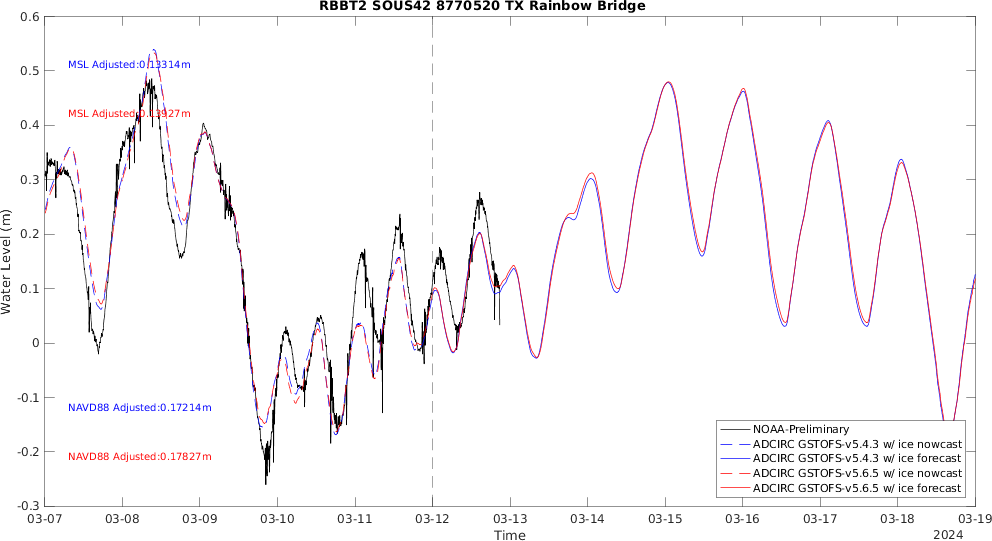 RBBT2 SOUS42 8770520 TX Rainbow Bridge
0.6
0.5
0.4
0.3
0.2
0.1
0
-0.1
-0.2
-0.3
Water Level (m)
MSL Adjusted:0.13314m
MSL Adjusted:0.13927m
NAVD88 Adjusted:0.17214m
NAVD88 Adjusted:0.17827m
NOAA-Preliminary
ADCIRC GSTOFS-v5.4.3 w/ ice nowcast
ADCIRC GSTOFS-v5.4.3 w/ ice forecast
ADCIRC GSTOFS-v5.6.5 w/ ice nowcast
ADCIRC GSTOFS-v5.6.5 w/ ice forecast
03-07 03-08 03-09 03-10 03-11 03-12 03-13 03-14 03-15 03-16 03-17 03-18 03-19
Time
2024